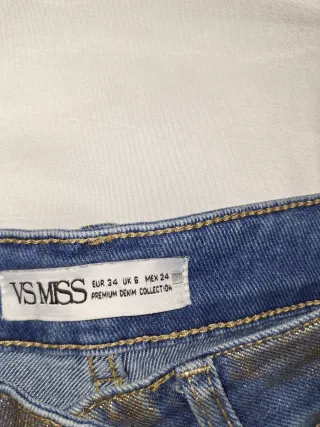 VS MISS
EUR 34 UK 6 MEX 24
PREMIUM DENIM COLLECTION